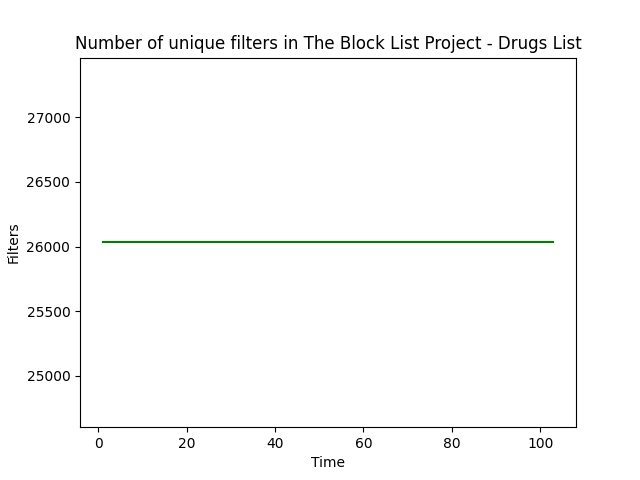 Number of unique filters in The Block List Project - Drugs List
27000
26500
26000
25500
25000
Filters
0 20 40 60 80 100
Time